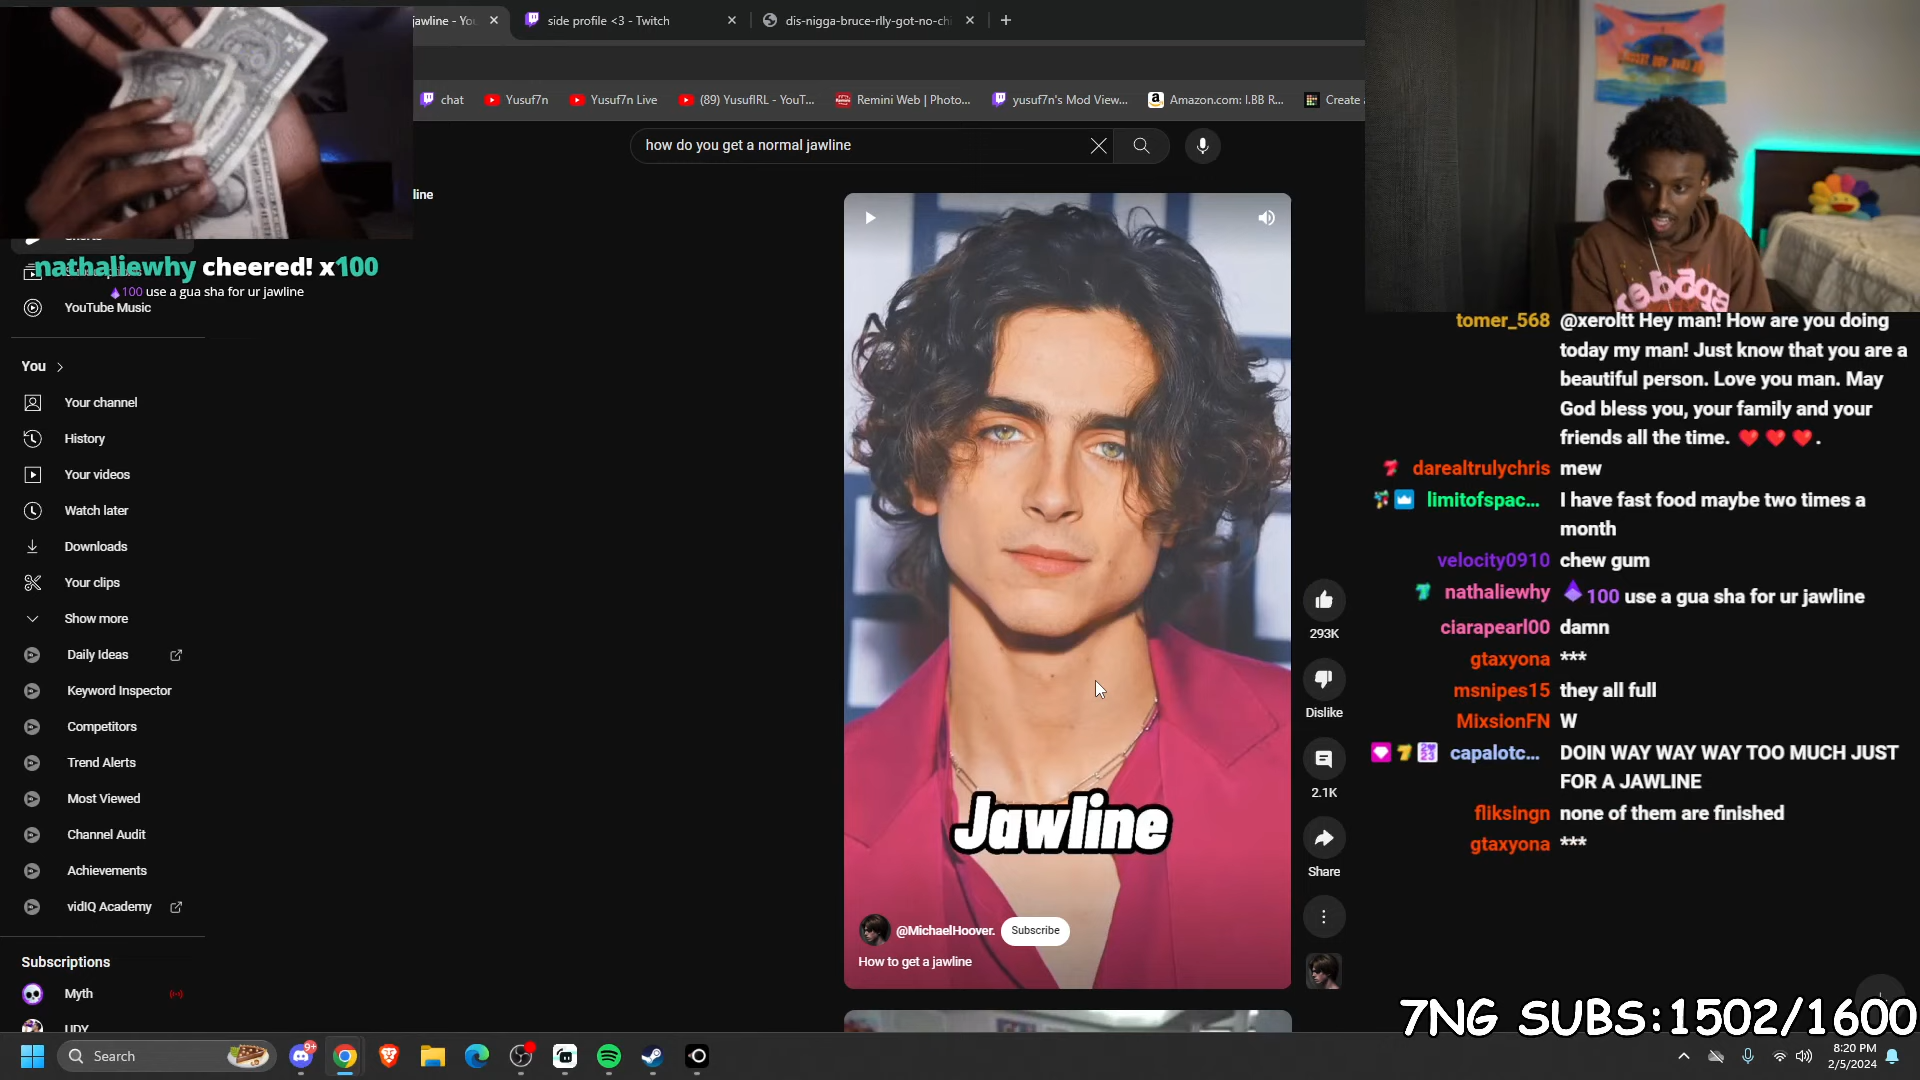 jawline - You
side profile <3 - Twitch
dis-nigga-bruce-rlly-got-no-chi
chat
Yusuf7n
Yusuf7n Live
(89) YusufIRL - YouT...
Remini Web | Photo...
yusuf7n's Mod View...
Amazon.com: I.BB R...
Create a
how do you get a normal jawline
line
Shorts
nathaliewhy cheered! x100
100 use a gua sha for ur jawline
YouTube Music
You
Your channel
History
Your videos
Watch later
Downloads
Your clips
Show more
Daily Ideas
Keyword Inspector
Competitors
Trend Alerts
Most Viewed
Channel Audit
Achievements
vidIQ Academy
Subscriptions
Myth
UDY
Jawline
@MichaelHoover.
Subscribe
How to get a jawline
293K
Dislike
2.1K
Share
tomer_568 @xeroltt Hey man! How are you doing
today my man! Just know that you are a
beautiful person. Love you man. May
God bless you, your family and your
friends all the time. ❤️ ❤️ ❤️ .
darealtrulychris mew
limitofspac... I have fast food maybe two times a
month
velocity0910 chew gum
nathaliewhy 100 use a gua sha for ur jawline
ciarapearl00 damn
gtaxyona ***
msnipes15 they all full
MixsionFN W
capalotc... DOIN WAY WAY WAY TOO MUCH JUST
FOR A JAWLINE
fliksingn none of them are finished
gtaxyona ***
7NG SUBS:1502/1600
Search
9+
8:20 PM
2/5/2024